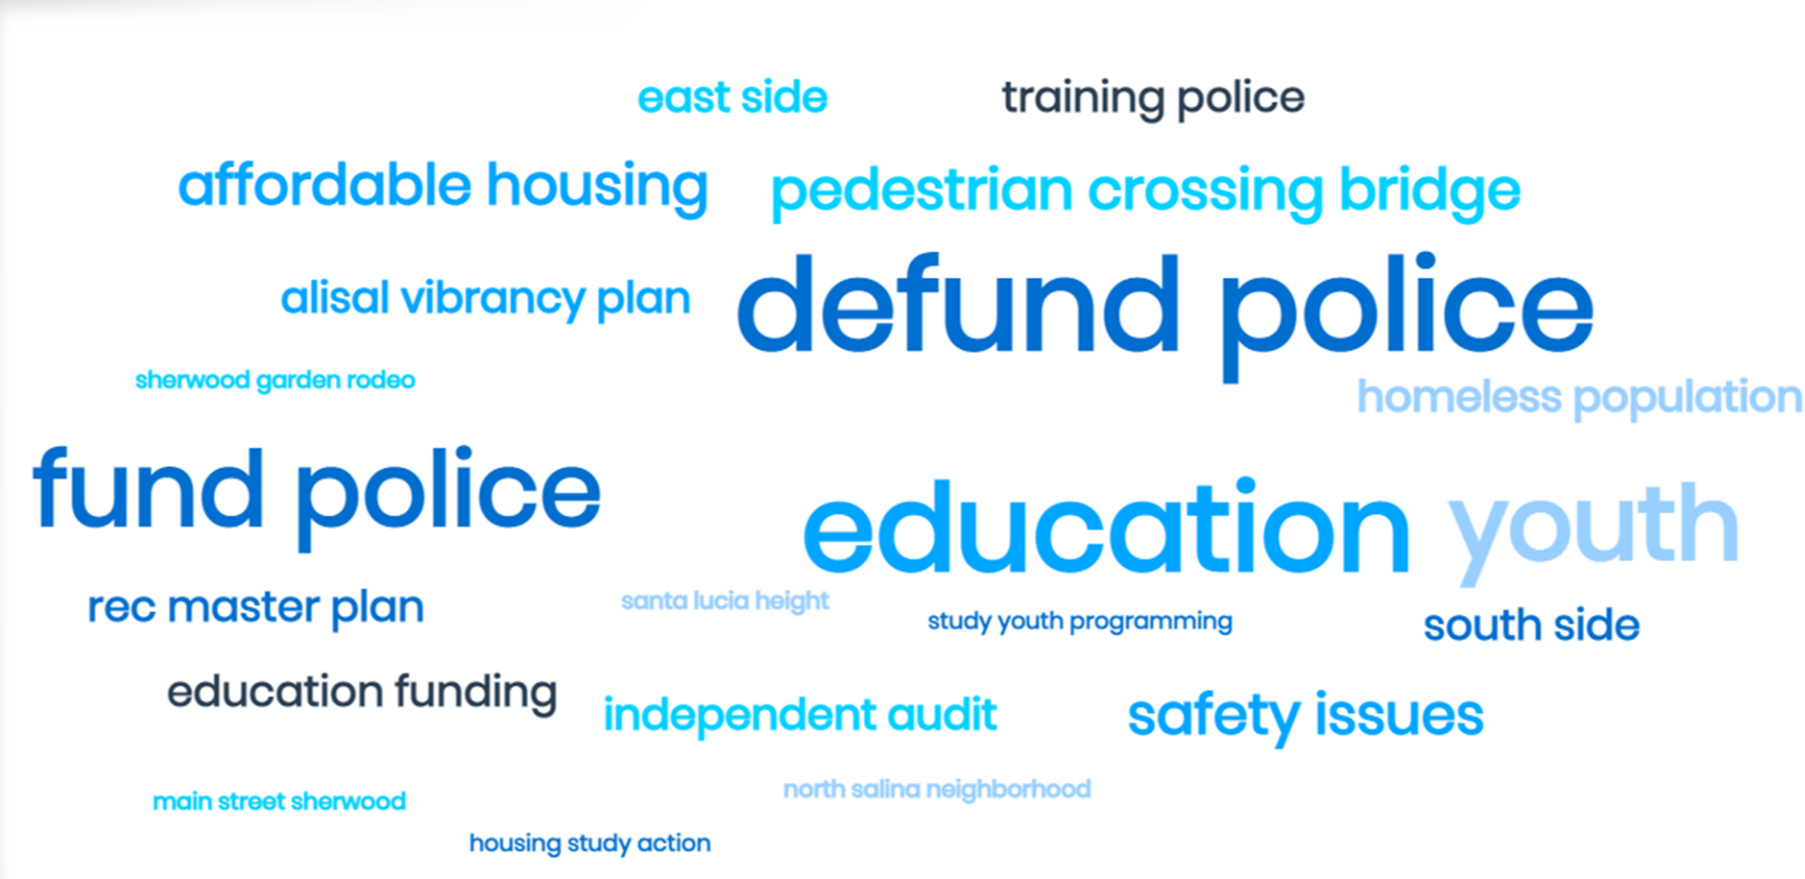 east side
training police
affordable housing
pedestrian crossing bridge
alisal vibrancy plan
defund police
sherwood garden rodeo
homeless population
fund police
education
youth
rec master plan
santa lucia height
study youth programming
south side
education funding
independent audit
safety issues
main street sherwood
north salina neighborhood
housing study action